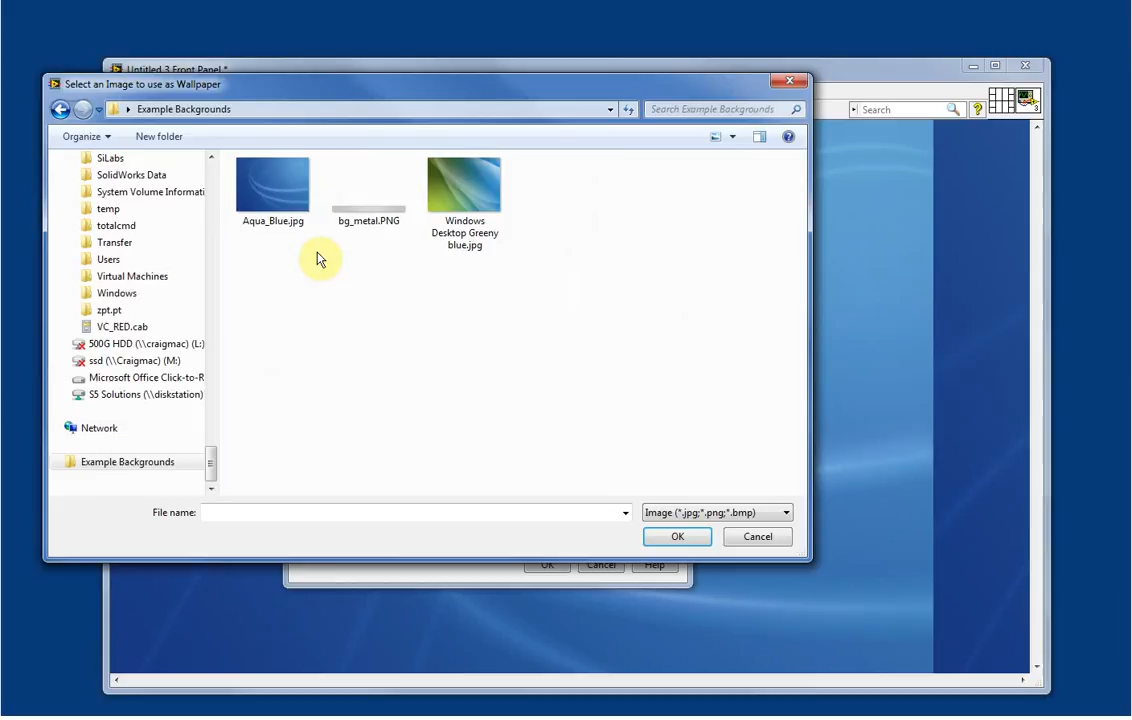 Untitled 3 Front Panel *
Select an Image to use as Wallpaper
Example Backgrounds
Search Example Backgrounds
Search
3
Organize
New folder
SiLabs
SolidWorks Data
System Volume Informati
temp
totalcmd
Transfer
Users
Virtual Machines
Windows
zpt.pt
VC_RED.cab
500G HDD (\\craigmac) (L:)
ssd (\\Craigmac) (M:)
Microsoft Office Click-to-R
S5 Solutions (\\diskstation)
Network
Example Backgrounds
Aqua_Blue.jpg
bg_metal.PNG
Windows
Desktop Greeny
blue.jpg
File name:
Image (*.jpg;*.png;*.bmp)
OK
Cancel
OK
Cancel
Help